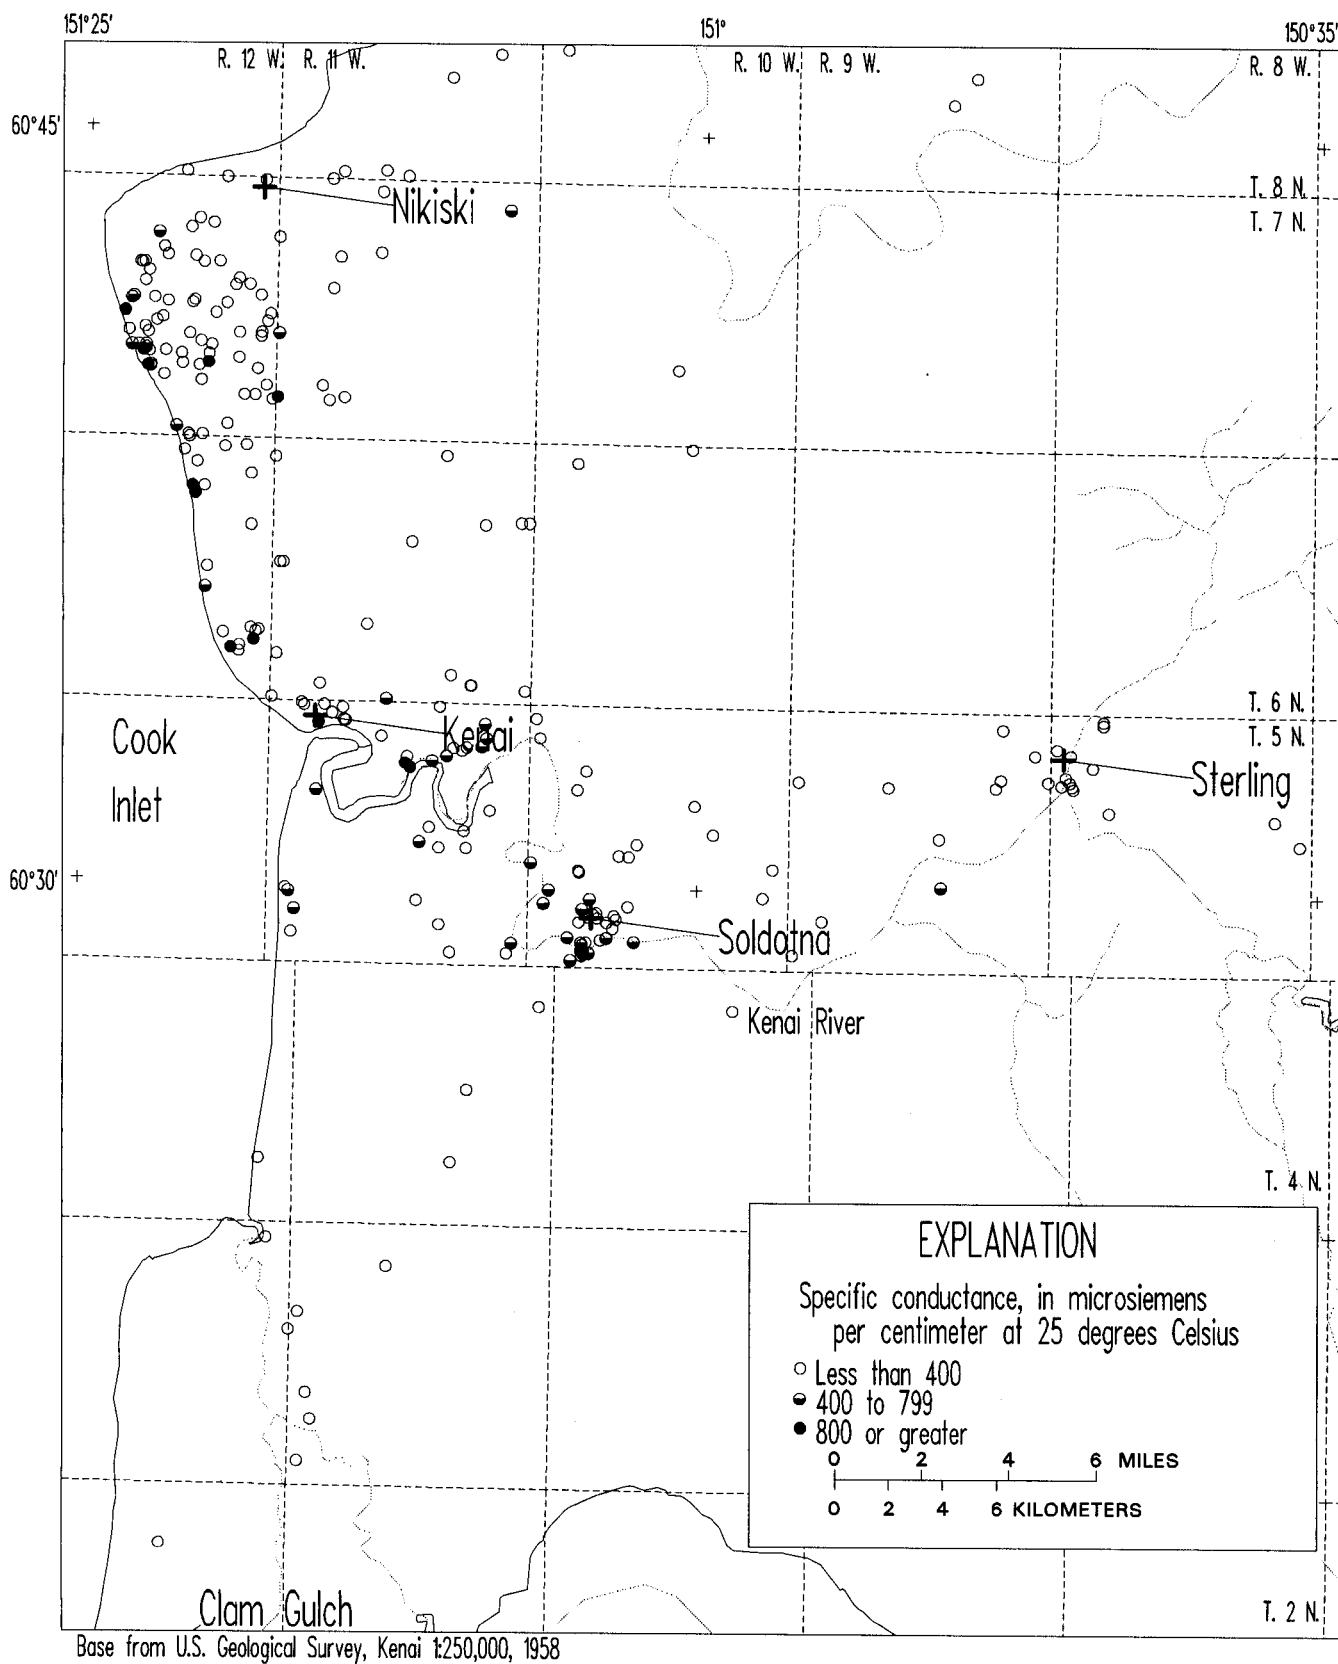 151°25' 151° 150°35'
R. 12 W. R. 11 W. R. 10 W. R. 9 W. R. 8 W.
60°45'
T. 8 N.
Nikiski
T. 7 N.
T. 6 N.
Cook
Inlet
Kenai
T. 5 N.
Sterling
60°30'
Soldotna
Kenai River
T. 4 N.
EXPLANATION
Specific conductance, in microsiemens
per centimeter at 25 degrees Celsius
Less than 400
400 to 799
800 or greater
0 2 4 6 MILES
0 2 4 6 KILOMETERS
Clam Gulch
T. 2 N.
Base from U.S. Geological Survey, Kenai 1:250,000, 1958